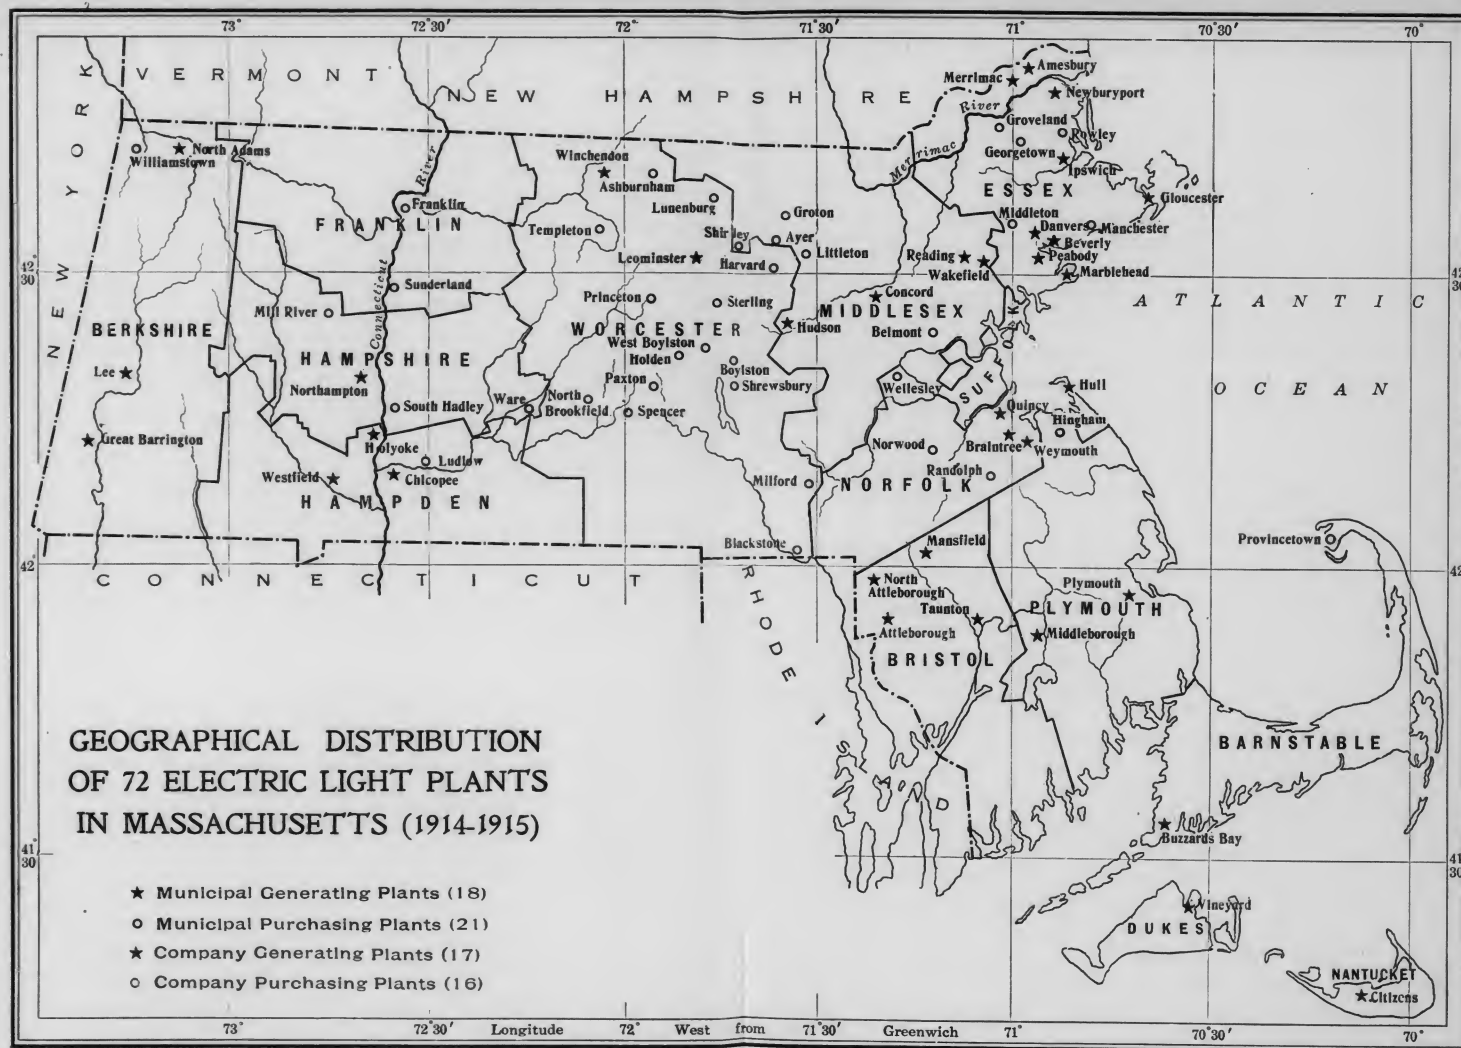 73° 72°30′ 72° 71°30′ 71° 70°30′ 70°
NEW YORK
VERMONT
NEW HAMPSHIRE
Merrimac
Amesbury
Newburyport
Merrimac River
Groveland
Rowley
Georgetown
Ipswich
ESSEX
Gloucester
Williamstown
North Adams
Winchendon
Ashburnham
Connecticut River
Franklin
FRANKLIN
Lunenburg
Groton
Templeton
Shirley
Ayer
Middleton
Danvers
Manchester
Beverly
Peabody
Marblehead
Leominster
Harvard
Littleton
Reading
Wakefield
42°30′
42°30′
Sunderland
Princeton
Sterling
Concord
ATLANTIC
OCEAN
BERKSHIRE
Mill River
WORCESTER
MIDDLESEX
Hudson
Belmont
SUFFOLK
HAMPSHIRE
West Boylston
Holden
Boylston
Lee
Northampton
Paxton
Shrewsbury
Wellesley
Hull
South Hadley
Ware
North
Brookfield
Spencer
Quincy
Hingham
Great Barrington
Holyoke
Ludlow
Norwood
Braintree
Weymouth
Westfield
Chicopee
Randolph
HAMPDEN
Milford
NORFOLK
Blackstone
Mansfield
Provincetown
42°
42°
CONNECTICUT
RHODE ISLAND
North
Attleborough
Taunton
Plymouth
PLYMOUTH
Attleborough
Middleborough
BRISTOL
BARNSTABLE
GEOGRAPHICAL DISTRIBUTION
OF 72 ELECTRIC LIGHT PLANTS
IN MASSACHUSETTS (1914-1915)
Buzzards Bay
41°30′
41°30′
★ Municipal Generating Plants (18)
Municipal Purchasing Plants (21)
★ Company Generating Plants (17)
Company Purchasing Plants (16)
Vineyard
DUKES
NANTUCKET
Citizens
73° 72°30′ Longitude 72° West from 71°30′ Greenwich 71° 70°30′ 70°